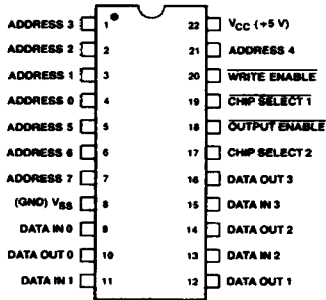 ADDRESS 3 1 22 VCC (+5 V)
ADDRESS 2 2 21 ADDRESS 4
ADDRESS 1 3 20 WRITE ENABLE
ADDRESS 0 4 19 CHIP SELECT 1
ADDRESS 5 5 18 OUTPUT ENABLE
ADDRESS 6 6 17 CHIP SELECT 2
ADDRESS 7 7 16 DATA OUT 3
(GND) VSS 8 15 DATA IN 3
DATA IN 0 9 14 DATA OUT 2
DATA OUT 0 10 13 DATA IN 2
DATA IN 1 11 12 DATA OUT 1